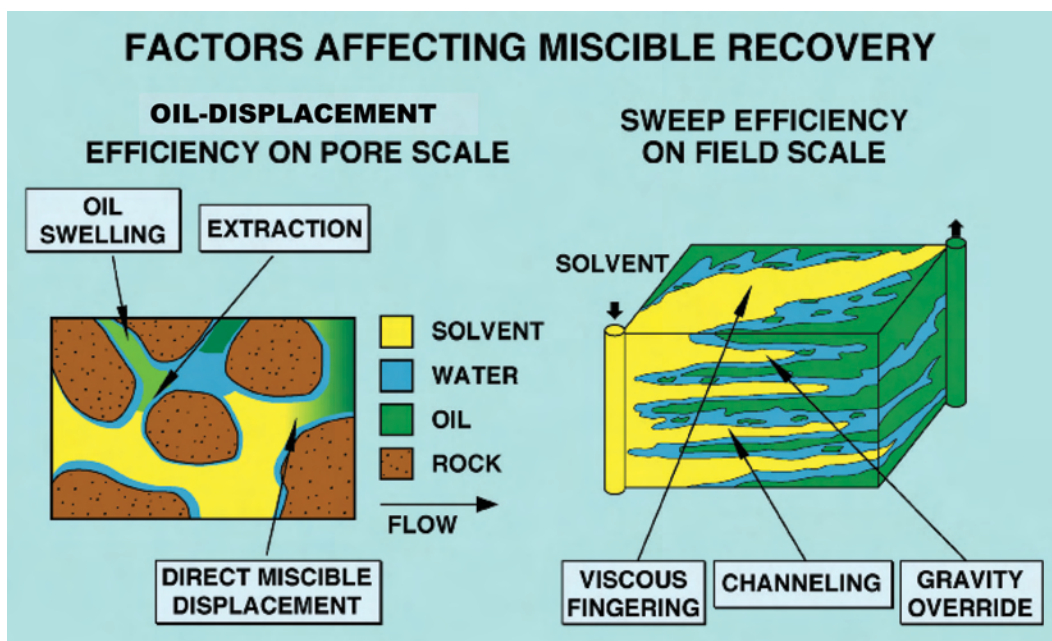 FACTORS AFFECTING MISCIBLE RECOVERY
OIL-DISPLACEMENT
EFFICIENCY ON PORE SCALE
SWEEP EFFICIENCY
ON FIELD SCALE
OIL
SWELLING
EXTRACTION
SOLVENT
WATER
OIL
ROCK
FLOW
DIRECT MISCIBLE
DISPLACEMENT
SOLVENT
VISCOUS
FINGERING
CHANNELING
GRAVITY
OVERRIDE